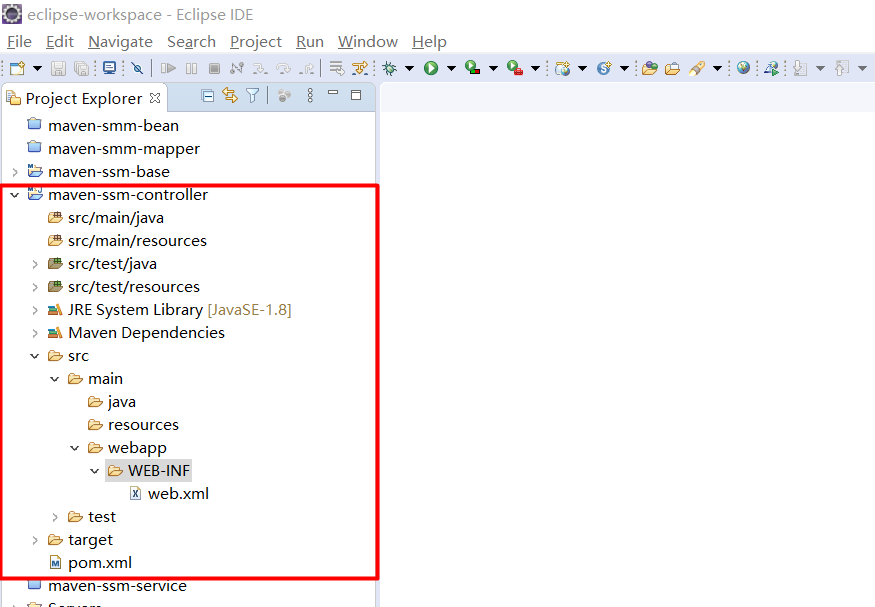 eclipse-workspace - Eclipse IDE
File Edit Navigate Search Project Run Window Help
Project Explorer
maven-smm-bean
maven-smm-mapper
maven-ssm-base
maven-ssm-controller
src/main/java
src/main/resources
src/test/java
src/test/resources
JRE System Library [JavaSE-1.8]
Maven Dependencies
src
main
java
resources
webapp
WEB-INF
web.xml
test
target
pom.xml
maven-ssm-service
Servers